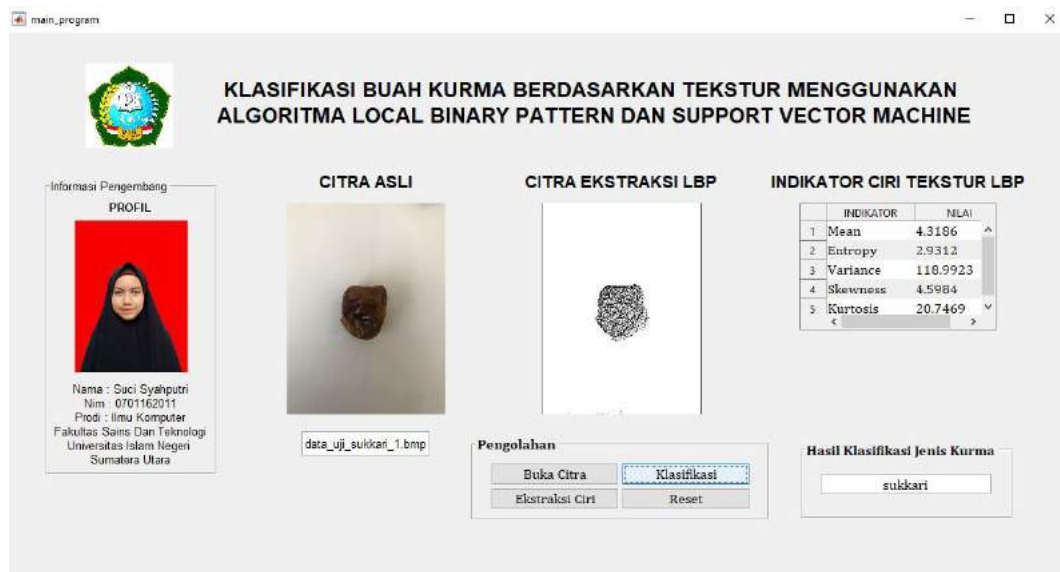 main_program
KLASIFIKASI BUAH KURMA BERDASARKAN TEKSTUR MENGGUNAKAN
ALGORITMA LOCAL BINARY PATTERN DAN SUPPORT VECTOR MACHINE
Informasi Pengembang
PROFIL
Nama : Suci Syahputri
Nim : 0701162011
Prodi : Ilmu Komputer
Fakultas Sains Dan Teknologi
Universitas Islam Negeri
Sumatera Utara
CITRA ASLI
data_uji_sukkari_1.bmp
CITRA EKSTRAKSI LBP
INDIKATOR CIRI TEKSTUR LBP
INDIKATOR NILAI
1 Mean 4.3186
2 Entropy 2.9312
3 Variance 118.9923
4 Skewness 4.5984
5 Kurtosis 20.7469
Pengolahan
Buka Citra Klasifikasi
Ekstraksi Ciri Reset
Hasil Klasifikasi Jenis Kurma
sukkari